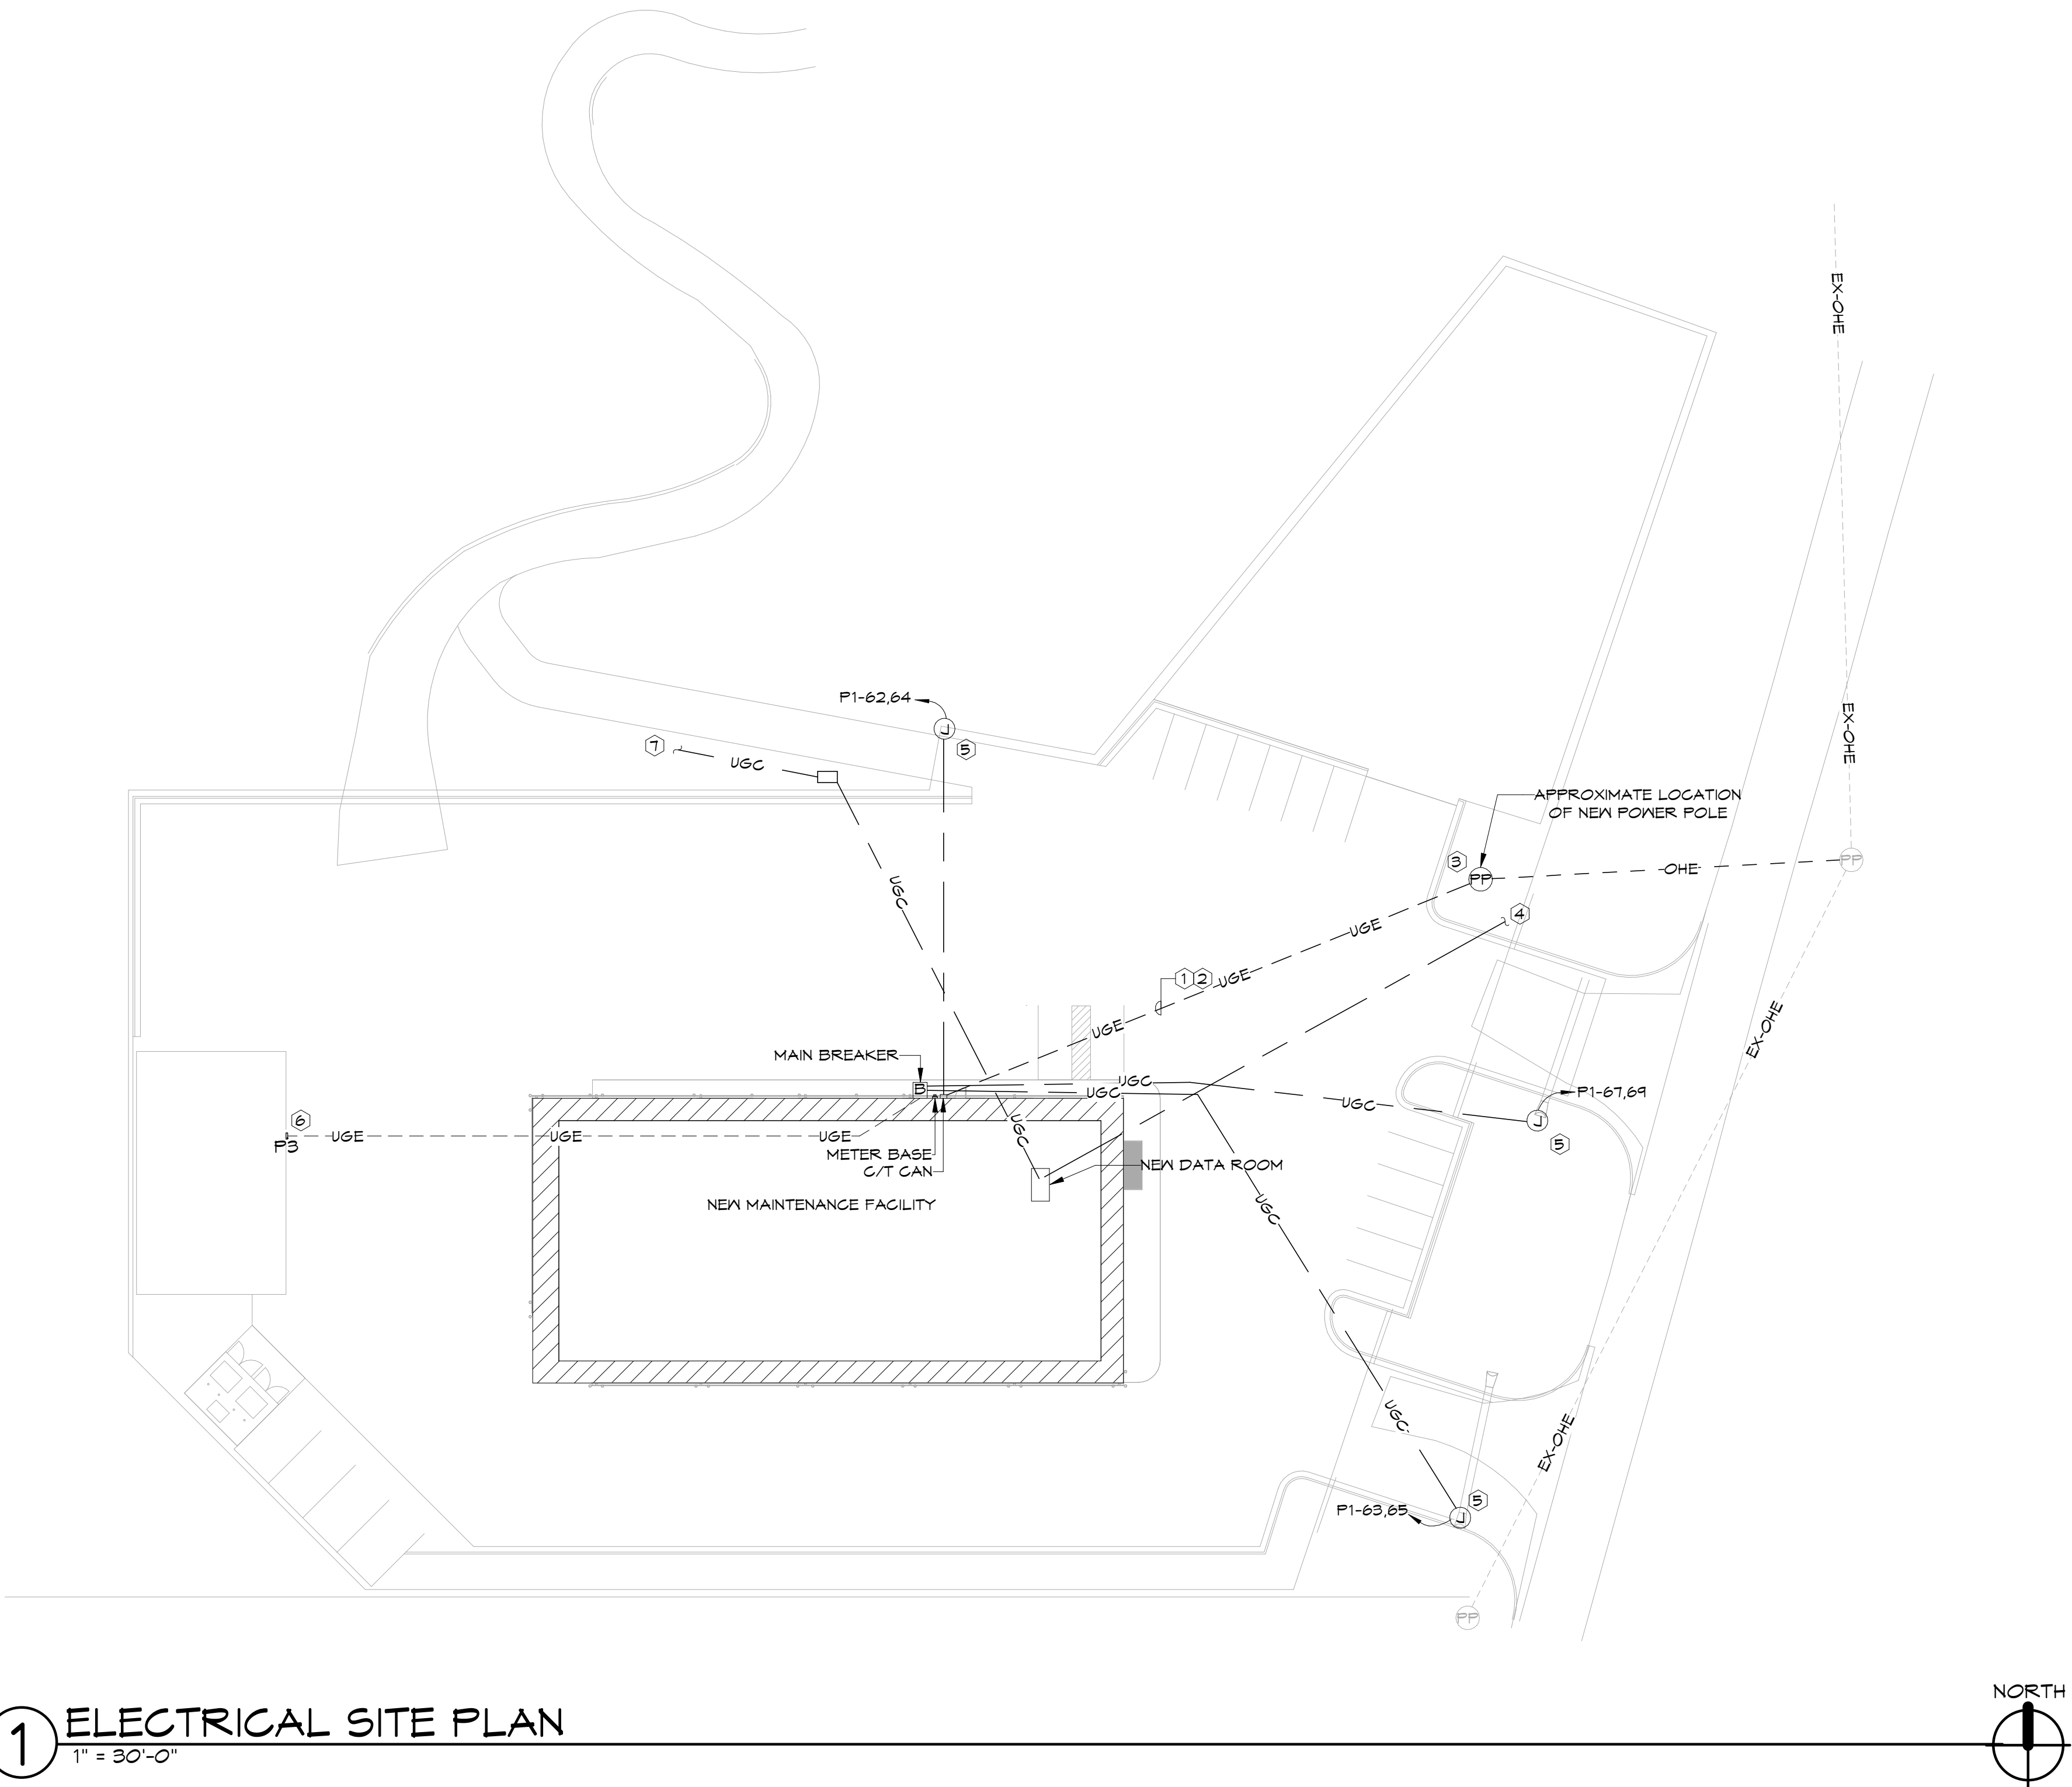 EX-OHE
P1-62,64
J
5
7
UGC
EX-OHE
APPROXIMATE LOCATION
OF NEW POWER POLE
3
PP
OHE
PP
UGC
4
UGE
1
2
UGE
UGE
EX-OHE
MAIN BREAKER
B
UGC
UGC
UGC
P1-67,69
J
5
6
P3
UGE
UGE
UGE
UGC
METER BASE
C/T CAN
NEW DATA ROOM
NEW MAINTENANCE FACILITY
UGC
UGC
EX-OHE
P1-63,65
5
J
PP
NORTH
1
ELECTRICAL SITE PLAN
1" = 30'-0"